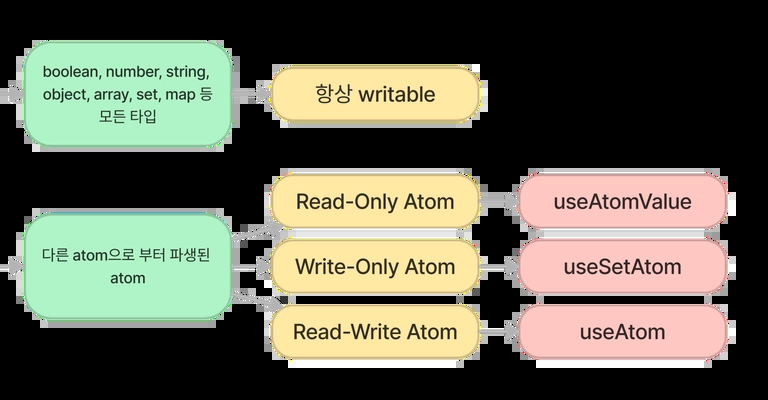 boolean, number, string,
object, array, set, map 등
모든 타입
항상 writable
다른 atom으로 부터 파생된
atom
Read-Only Atom
useAtomValue
Write-Only Atom
useSetAtom
Read-Write Atom
useAtom